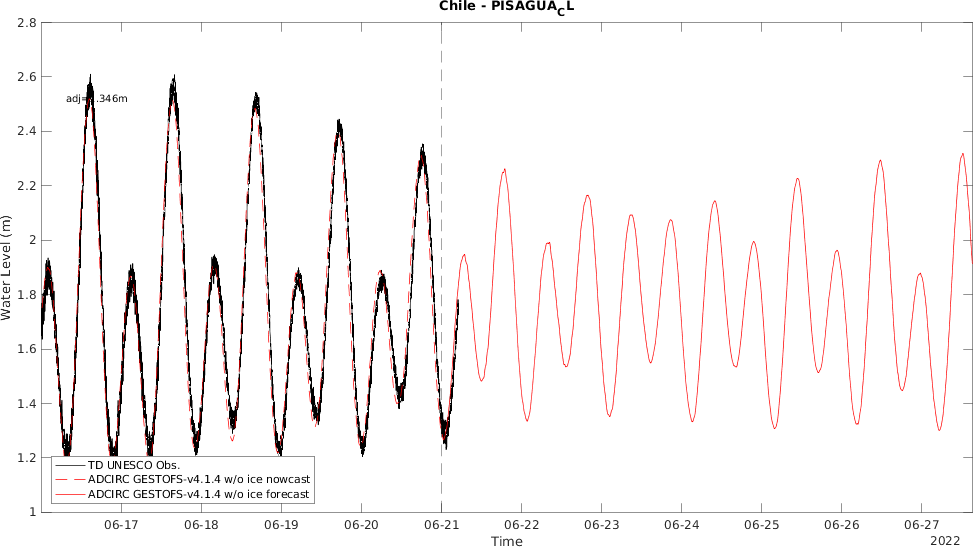 Chile - PISAGUA_CL
2.8
2.6
adj= .346m
2.4
2.2
2
1.8
1.6
1.4
1.2
1
Water Level (m)
TD UNESCO Obs.
ADCIRC GESTOFS-v4.1.4 w/o ice nowcast
ADCIRC GESTOFS-v4.1.4 w/o ice forecast
06-17 06-18 06-19 06-20 06-21 06-22 06-23 06-24 06-25 06-26 06-27
Time
2022